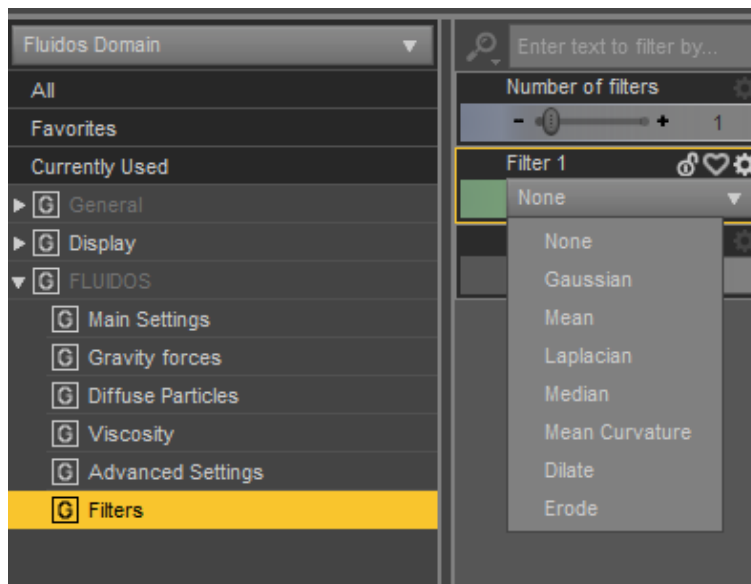 Fluidos Domain
All
Favorites
Currently Used
G General
G Display
G FLUIDOS
G Main Settings
G Gravity forces
G Diffuse Particles
G Viscosity
G Advanced Settings
G Filters
Enter text to filter by...
Number of filters
- + 1
Filter 1
None
None
Gaussian
Mean
Laplacian
Median
Mean Curvature
Dilate
Erode